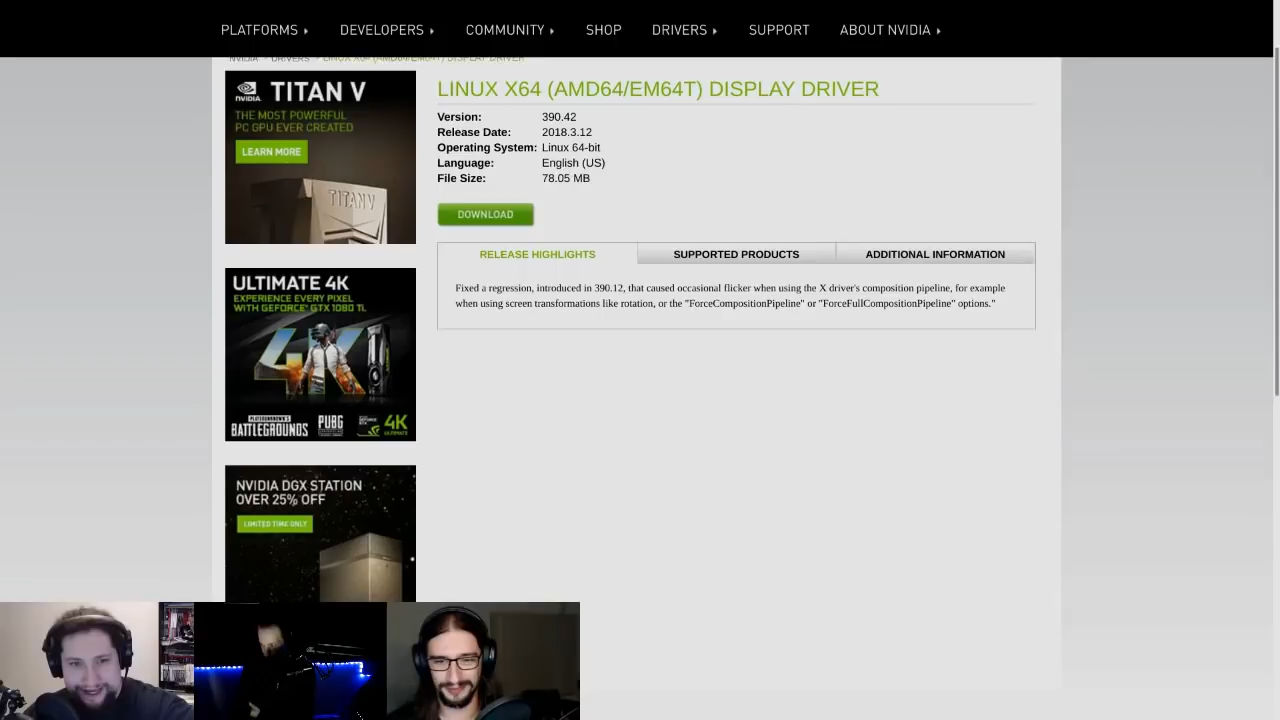 PLATFORMS DEVELOPERS COMMUNITY SHOP DRIVERS SUPPORT ABOUT NVIDIA
NVIDIA > DRIVERS > LINUX X64 (AMD64/EM64T) DISPLAY DRIVER
NVIDIA. TITAN V
THE MOST POWERFUL
PC GPU EVER CREATED
LEARN MORE
TITAN V
ULTIMATE 4K
EXPERIENCE EVERY PIXEL
WITH GEFORCE® GTX 1080 Ti.
4K
PLAYERUNKNOWN'S
BATTLEGROUNDS
PUBG
4K
ULTIMATE
NVIDIA DGX STATION
OVER 25% OFF
LIMITED TIME ONLY
LINUX X64 (AMD64/EM64T) DISPLAY DRIVER
Version: 390.42
Release Date: 2018.3.12
Operating System: Linux 64-bit
Language: English (US)
File Size: 78.05 MB
DOWNLOAD
RELEASE HIGHLIGHTS SUPPORTED PRODUCTS ADDITIONAL INFORMATION
Fixed a regression, introduced in 390.12, that caused occasional flicker when using the X driver's composition pipeline, for example
when using screen transformations like rotation, or the "ForceCompositionPipeline" or "ForceFullCompositionPipeline" options."